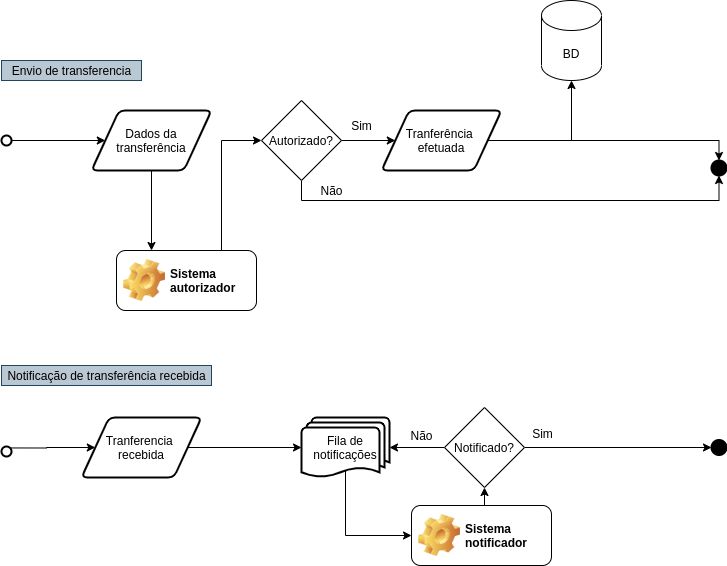 BD
Envio de transferencia
Dados da
transferência
Autorizado?
Sim
Tranferência
efetuada
Não
Sistema
autorizador
Notificação de transferência recebida
Tranferencia
recebida
Fila de
notificações
Não
Notificado?
Sim
Sistema
notificador